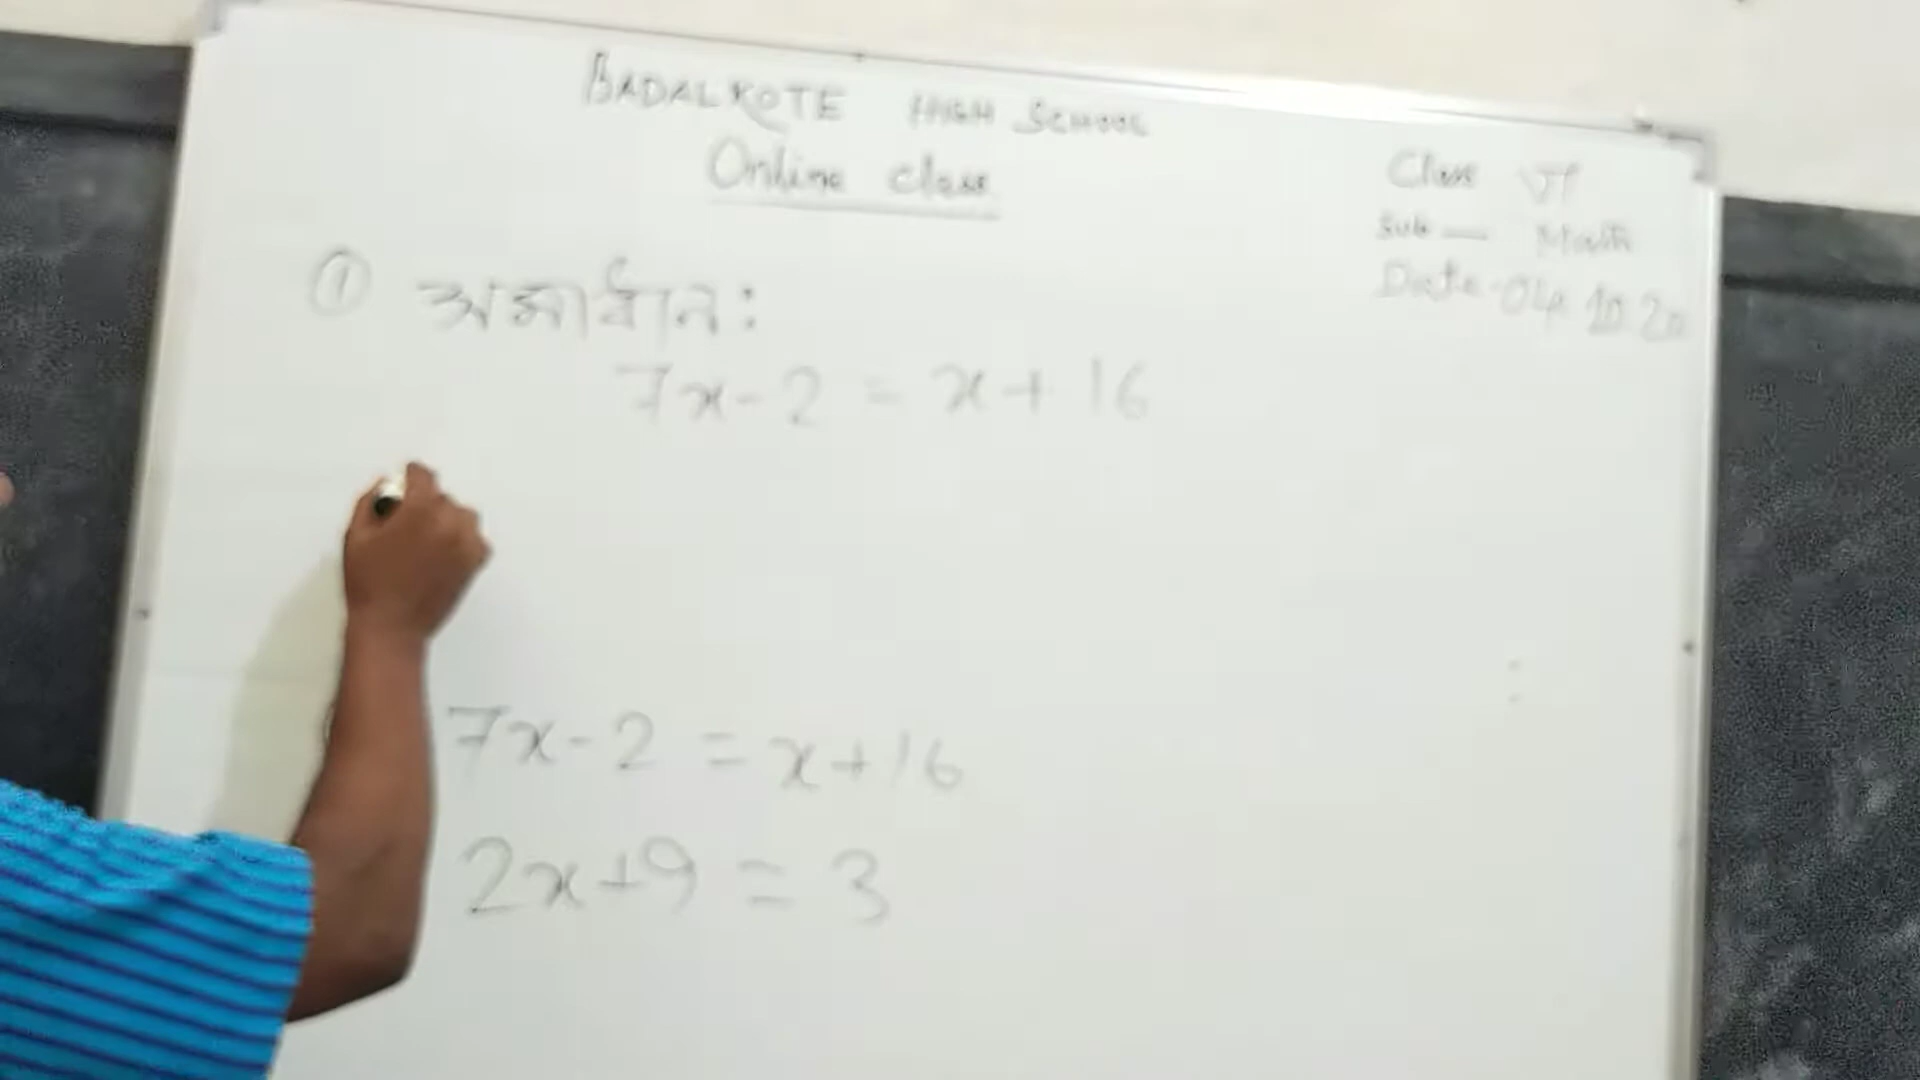 BADALKOTE HIGH SCHOOL
Online class
Class VI
Sub — Math
Date - 04.10.20
① সমাধান:
7x - 2 = x + 16
7x - 2 = x + 16
2x + 9 = 3